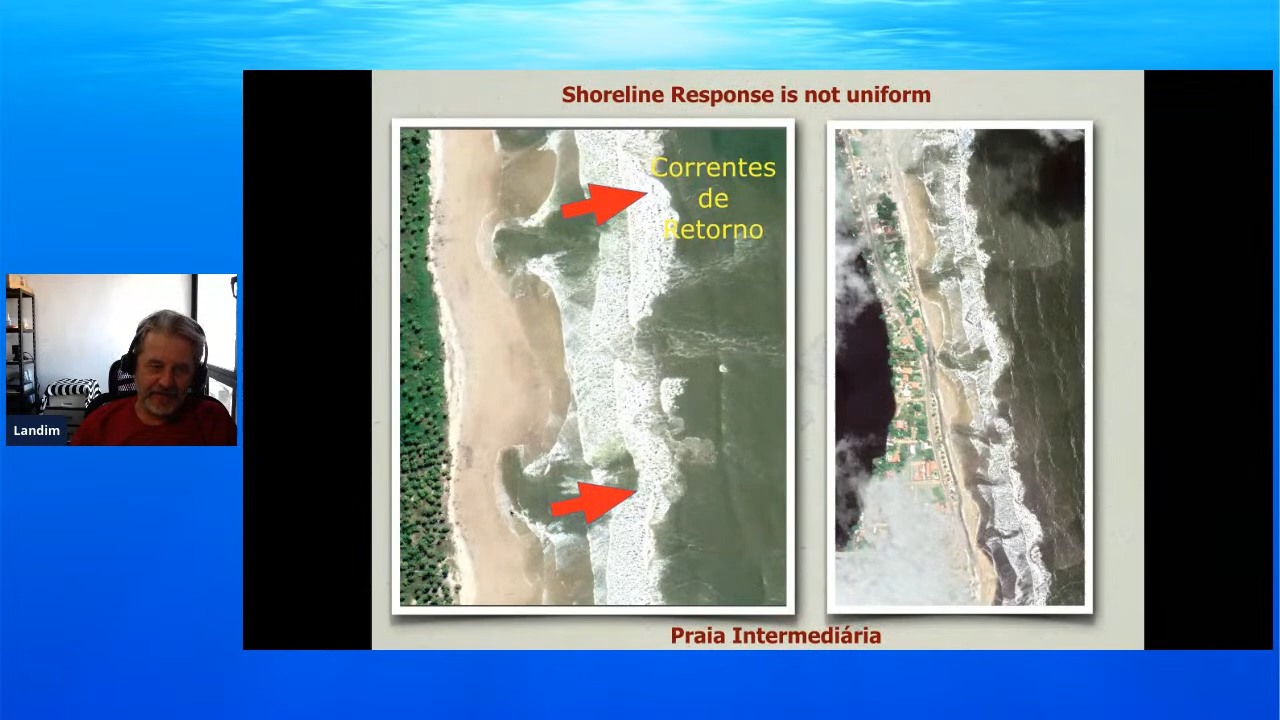 Shoreline Response is not uniform
Correntes
de
Retorno
Landim
Praia Intermediária